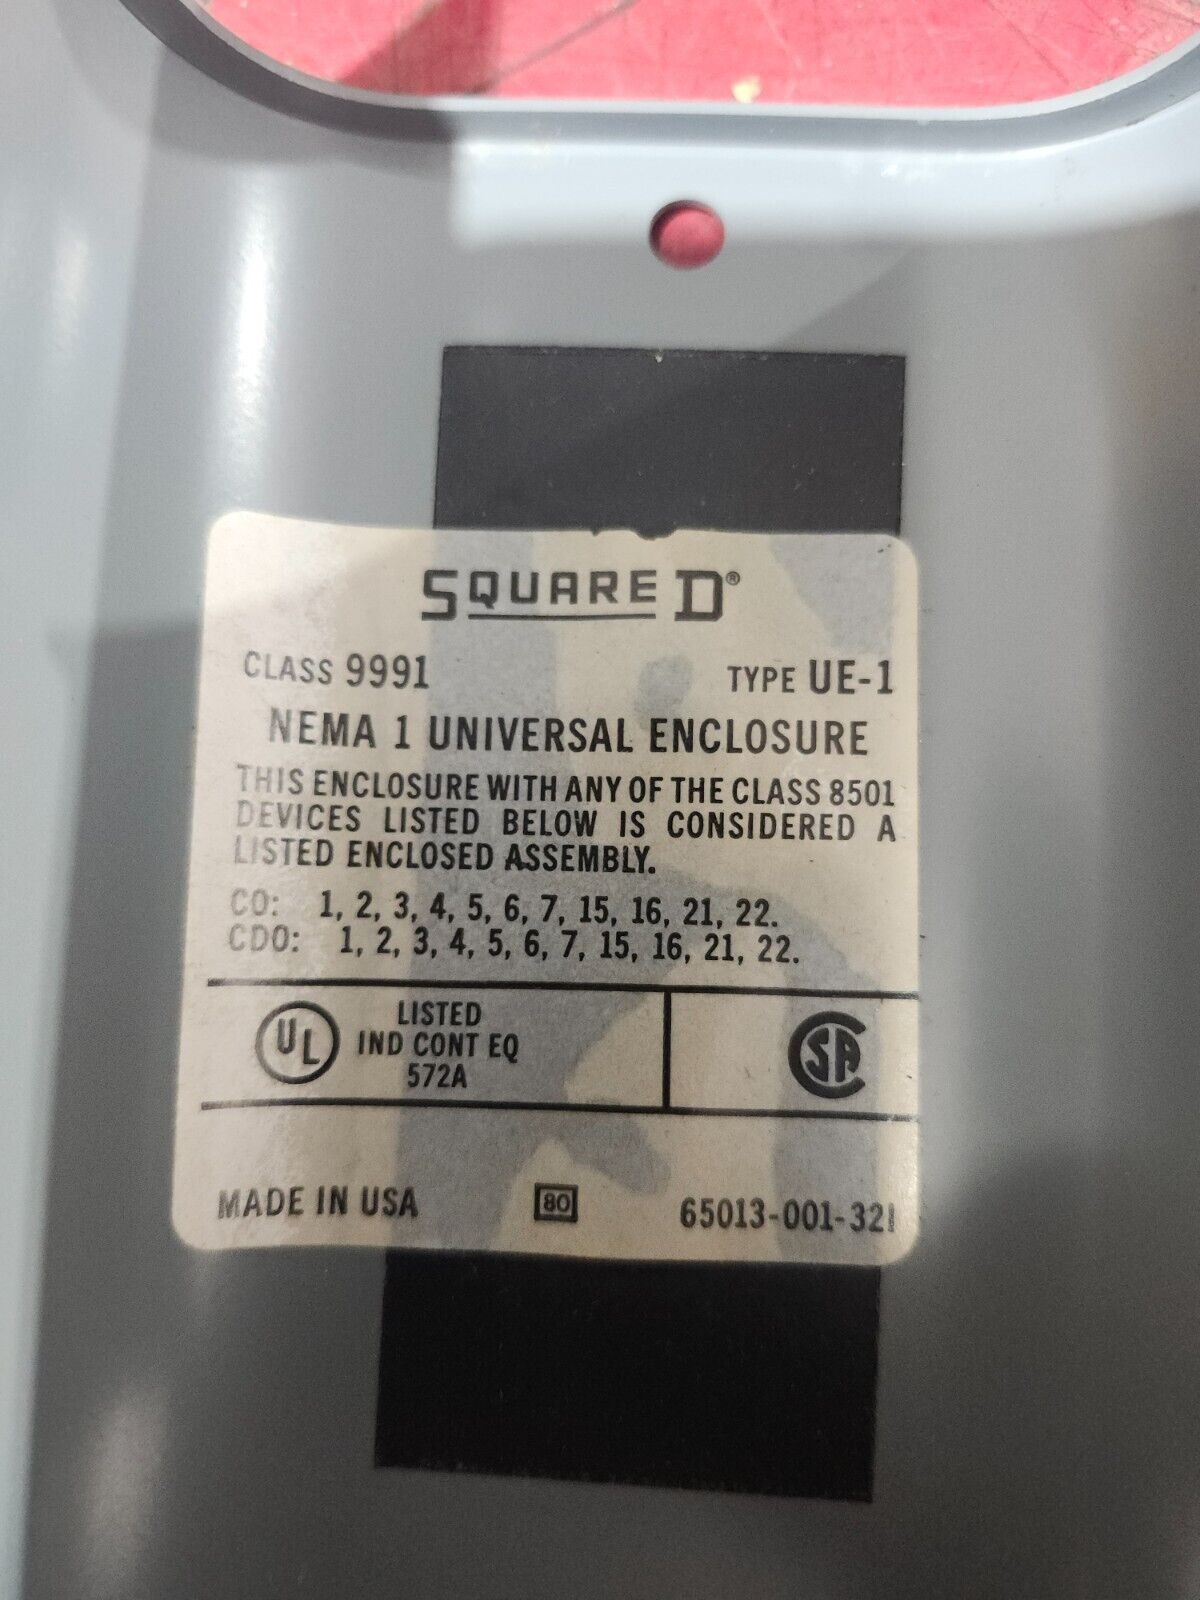 SQUARE D®
CLASS 9991 TYPE UE-1
NEMA 1 UNIVERSAL ENCLOSURE
THIS ENCLOSURE WITH ANY OF THE CLASS 8501
DEVICES LISTED BELOW IS CONSIDERED A
LISTED ENCLOSED ASSEMBLY.
CO: 1, 2, 3, 4, 5, 6, 7, 15, 16, 21, 22.
CDO: 1, 2, 3, 4, 5, 6, 7, 15, 16, 21, 22.
UL
LISTED
IND CONT EQ
572A
SA
MADE IN USA 80 65013-001-32